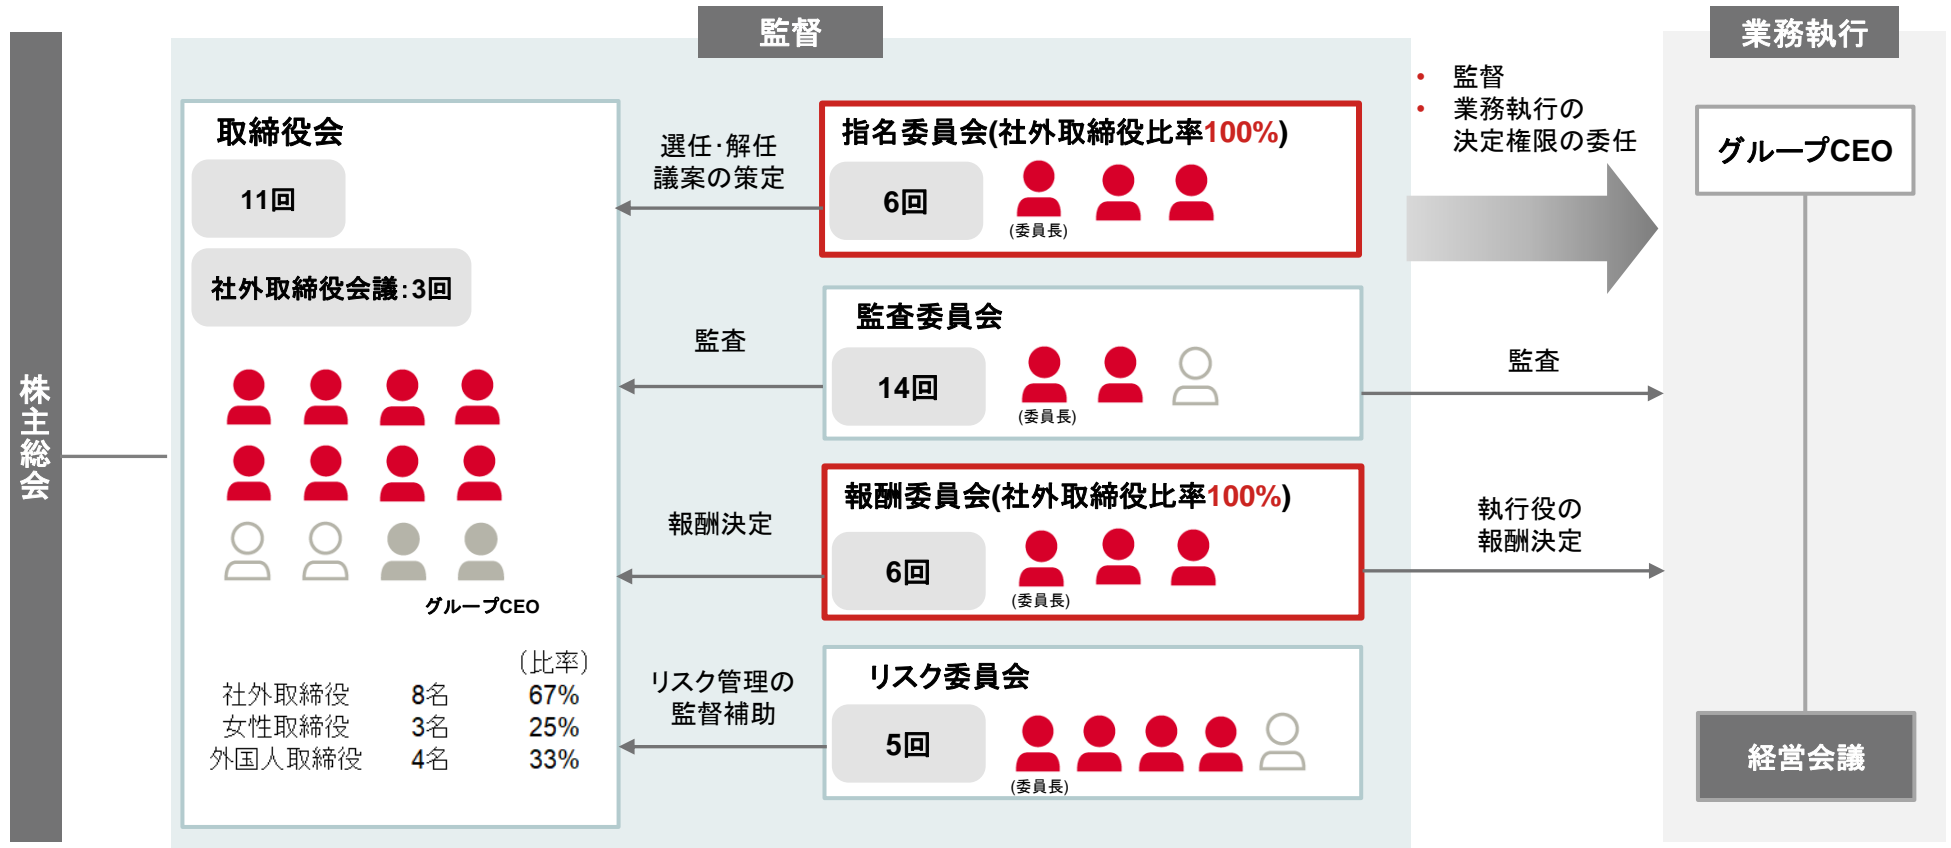 監督
業務執行
株主総会
取締役会
11回
社外取締役会議：3回
グループCEO
（比率）
社外取締役 8名 67%
女性取締役 3名 25%
外国人取締役 4名 33%
選任・解任
議案の策定
監査
報酬決定
リスク管理の
監督補助
指名委員会(社外取締役比率100%)
6回
(委員長)
監査委員会
14回
(委員長)
報酬委員会(社外取締役比率100%)
6回
(委員長)
リスク委員会
5回
(委員長)
• 監督
• 業務執行の
決定権限の委任
監査
執行役の
報酬決定
グループCEO
経営会議